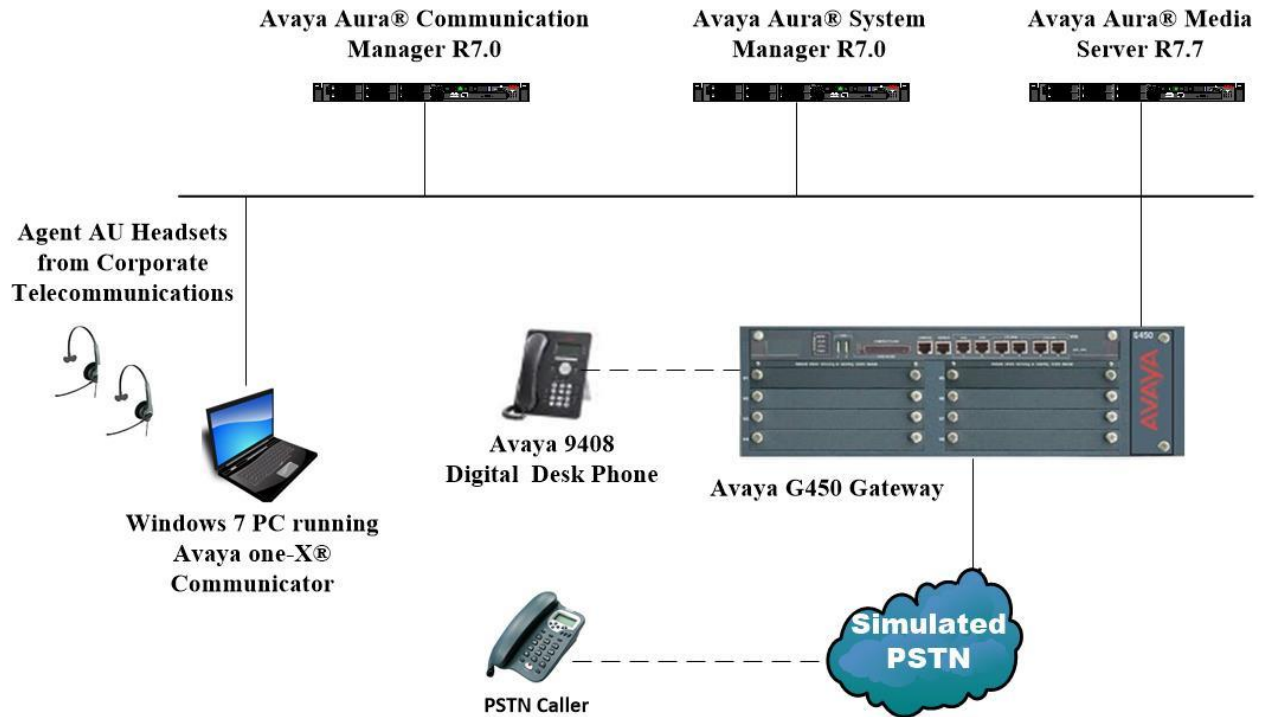 Avaya Aura® Communication
Manager R7.0
Avaya Aura® System
Manager R7.0
Avaya Aura® Media
Server R7.7
Agent AU Headsets
from Corporate
Telecommunications
Windows 7 PC running
Avaya one-X®
Communicator
Avaya 9408
Digital  Desk Phone
G450
AVAYA
Avaya G450 Gateway
Simulated
PSTN
PSTN Caller